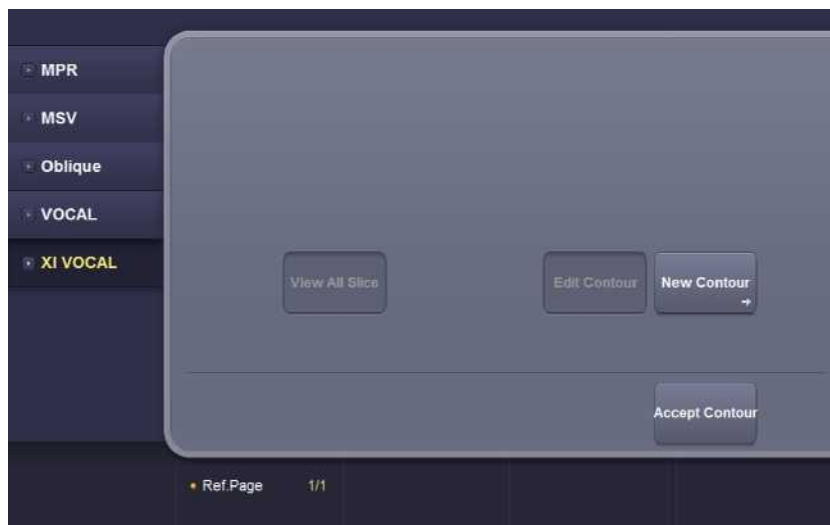 MPR
MSV
Oblique
VOCAL
XI VOCAL
View All Slice
Edit Contour
New Contour
Accept Contour
Ref.Page 1/1